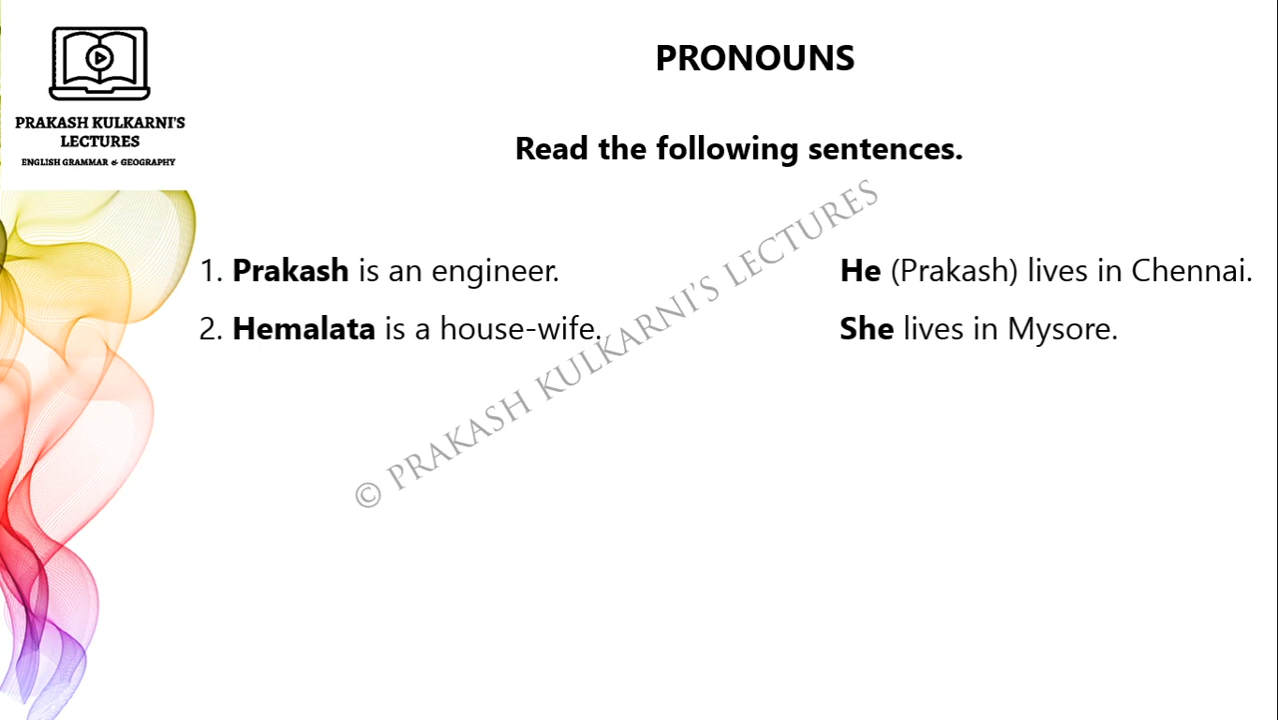 PRAKASH KULKARNI'S
LECTURES
ENGLISH GRAMMAR & GEOGRAPHY
PRONOUNS
Read the following sentences.
1. Prakash is an engineer. He (Prakash) lives in Chennai.
2. Hemalata is a house-wife. She lives in Mysore.
© PRAKASH KULKARNI'S LECTURES